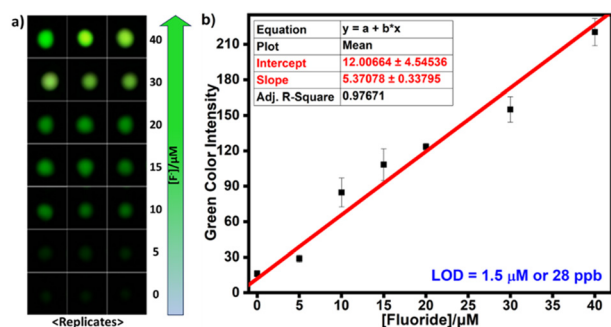 a)
40
30
20
15
10
5
0
[F]/μM
<Replicates>
b)
Equation y = a + b*x
Plot Mean
Intercept 12.00664 ± 4.54536
Slope 5.37078 ± 0.33795
Adj. R-Square 0.97671
Green Color Intensity
210
180
150
120
90
60
30
0
LOD = 1.5 μM or 28 ppb
0 5 10 15 20 30 40
[Fluoride]/μM